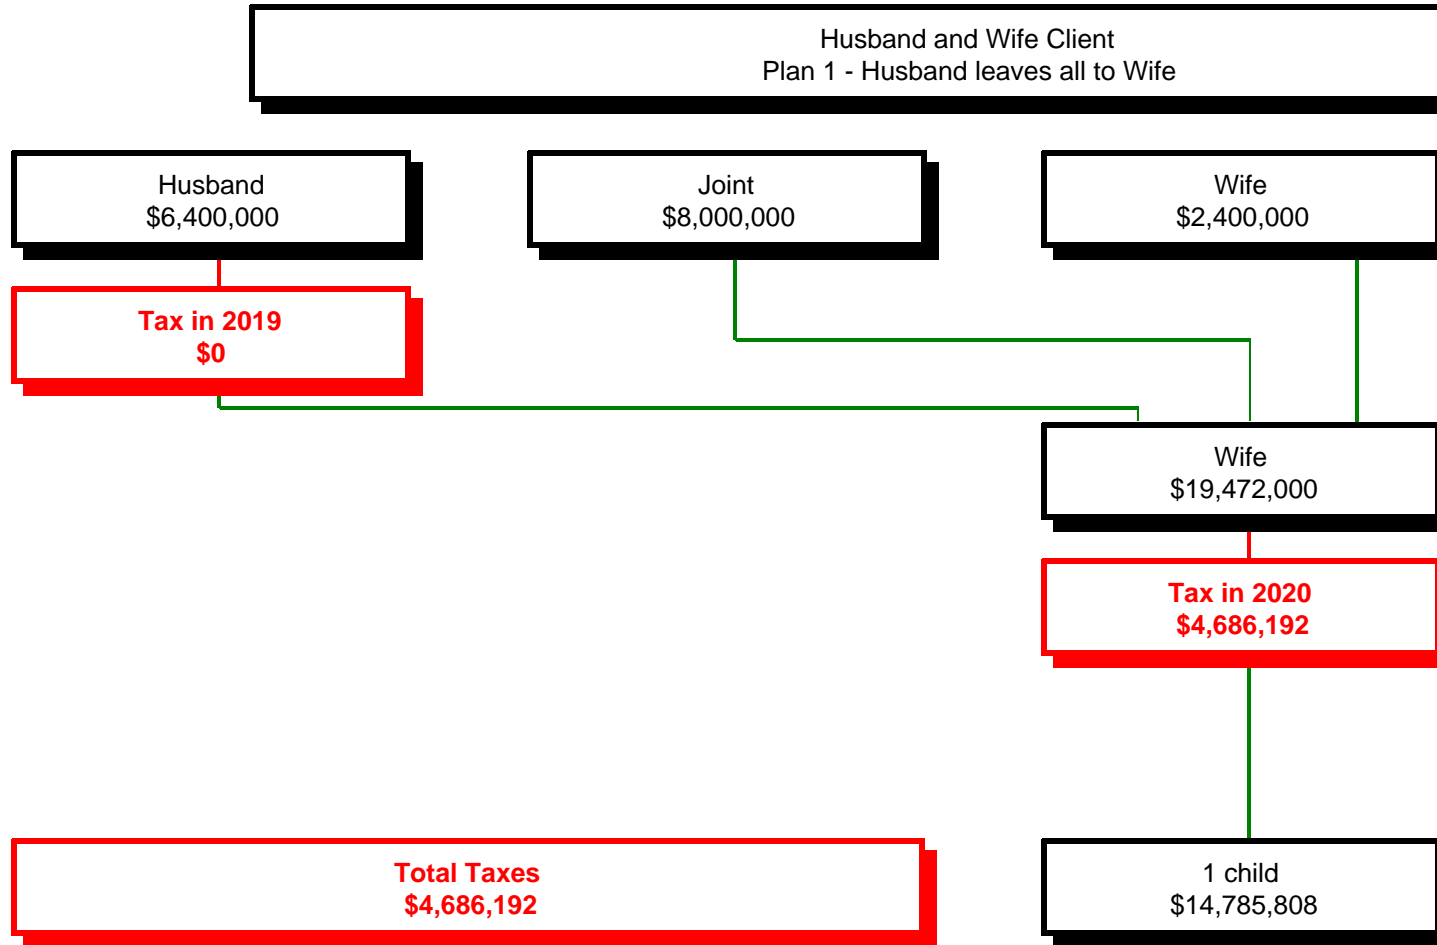 Husband and Wife Client
Plan 1 - Husband leaves all to Wife
Husband
$6,400,000
Joint
$8,000,000
Wife
$2,400,000
Tax in 2019
$0
Wife
$19,472,000
Tax in 2020
$4,686,192
Total Taxes
$4,686,192
1 child
$14,785,808